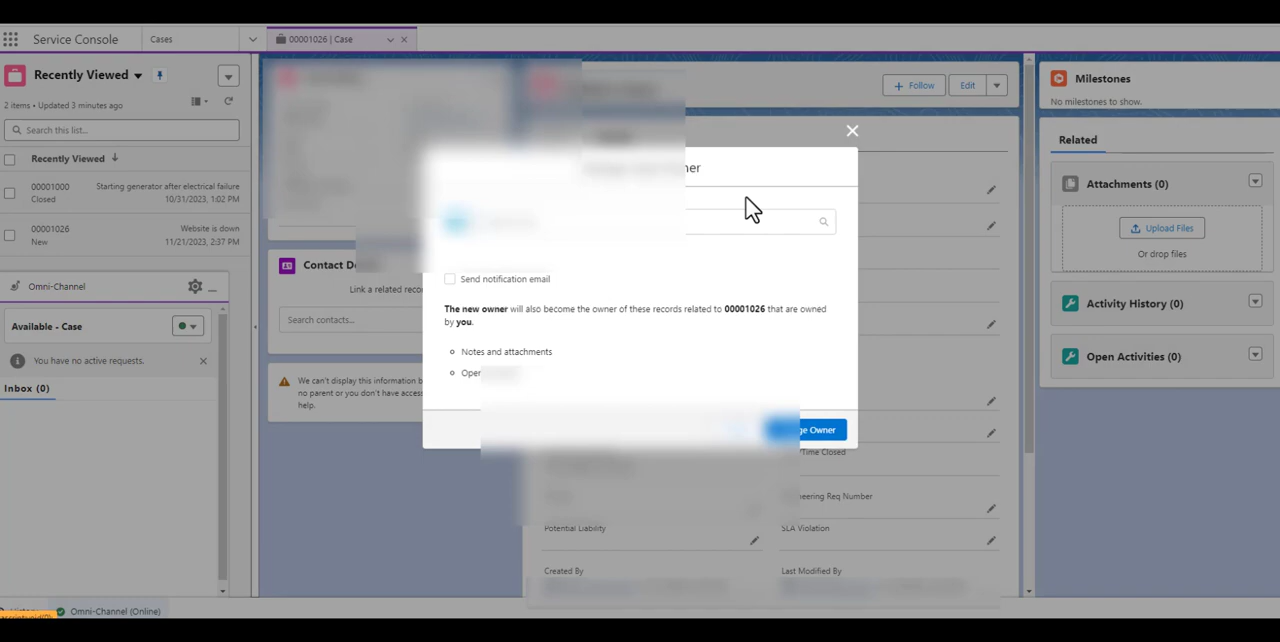 Service Console
Cases
00001026 | Case
Recently Viewed
2 items • Updated 3 minutes ago
Search this list...
Recently Viewed
00001000
Starting generator after electrical failure
Closed
10/31/2023, 1:02 PM
00001026
Website is down
New
11/21/2023, 2:37 PM
Omni-Channel
Available - Case
You have no active requests.
Inbox (0)
Omni-Channel (Online)
Contact
Link a related
Search contacts...
We can't display this information
no parent or you don't have
help.
Follow
Edit
Send notification email
The new owner will also become the owner of these records related to 00001026 that are owned
by you.
Notes and attachments
Owner
Closed
Req Number
Potential Liability
SLA Violation
Created By
Last Modified By
Milestones
No milestones to show.
Related
Attachments (0)
Upload Files
Or drop files
Activity History (0)
Open Activities (0)